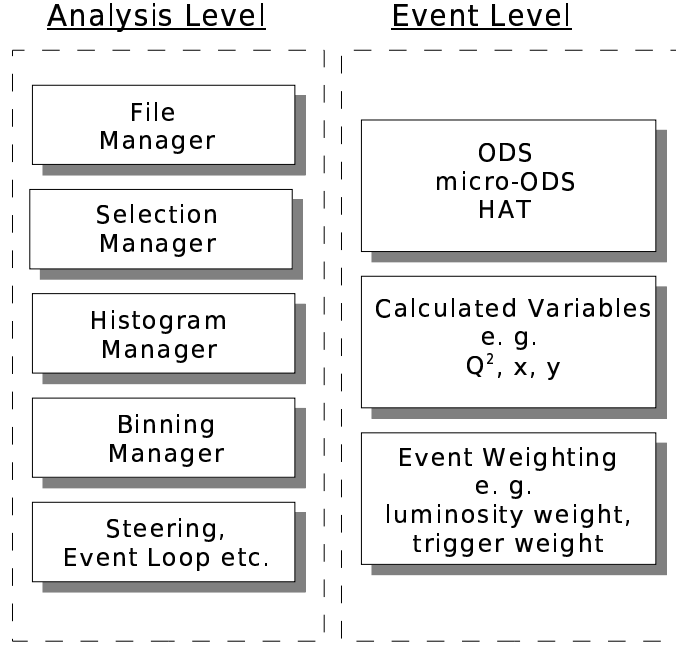 Analysis Level
File
Manager
Selection
Manager
Histogram
Manager
Binning
Manager
Steering,
Event Loop etc.
Event Level
ODS
micro-ODS
HAT
Calculated Variables
e. g.
Q², x, y
Event Weighting
e. g.
luminosity weight,
trigger weight